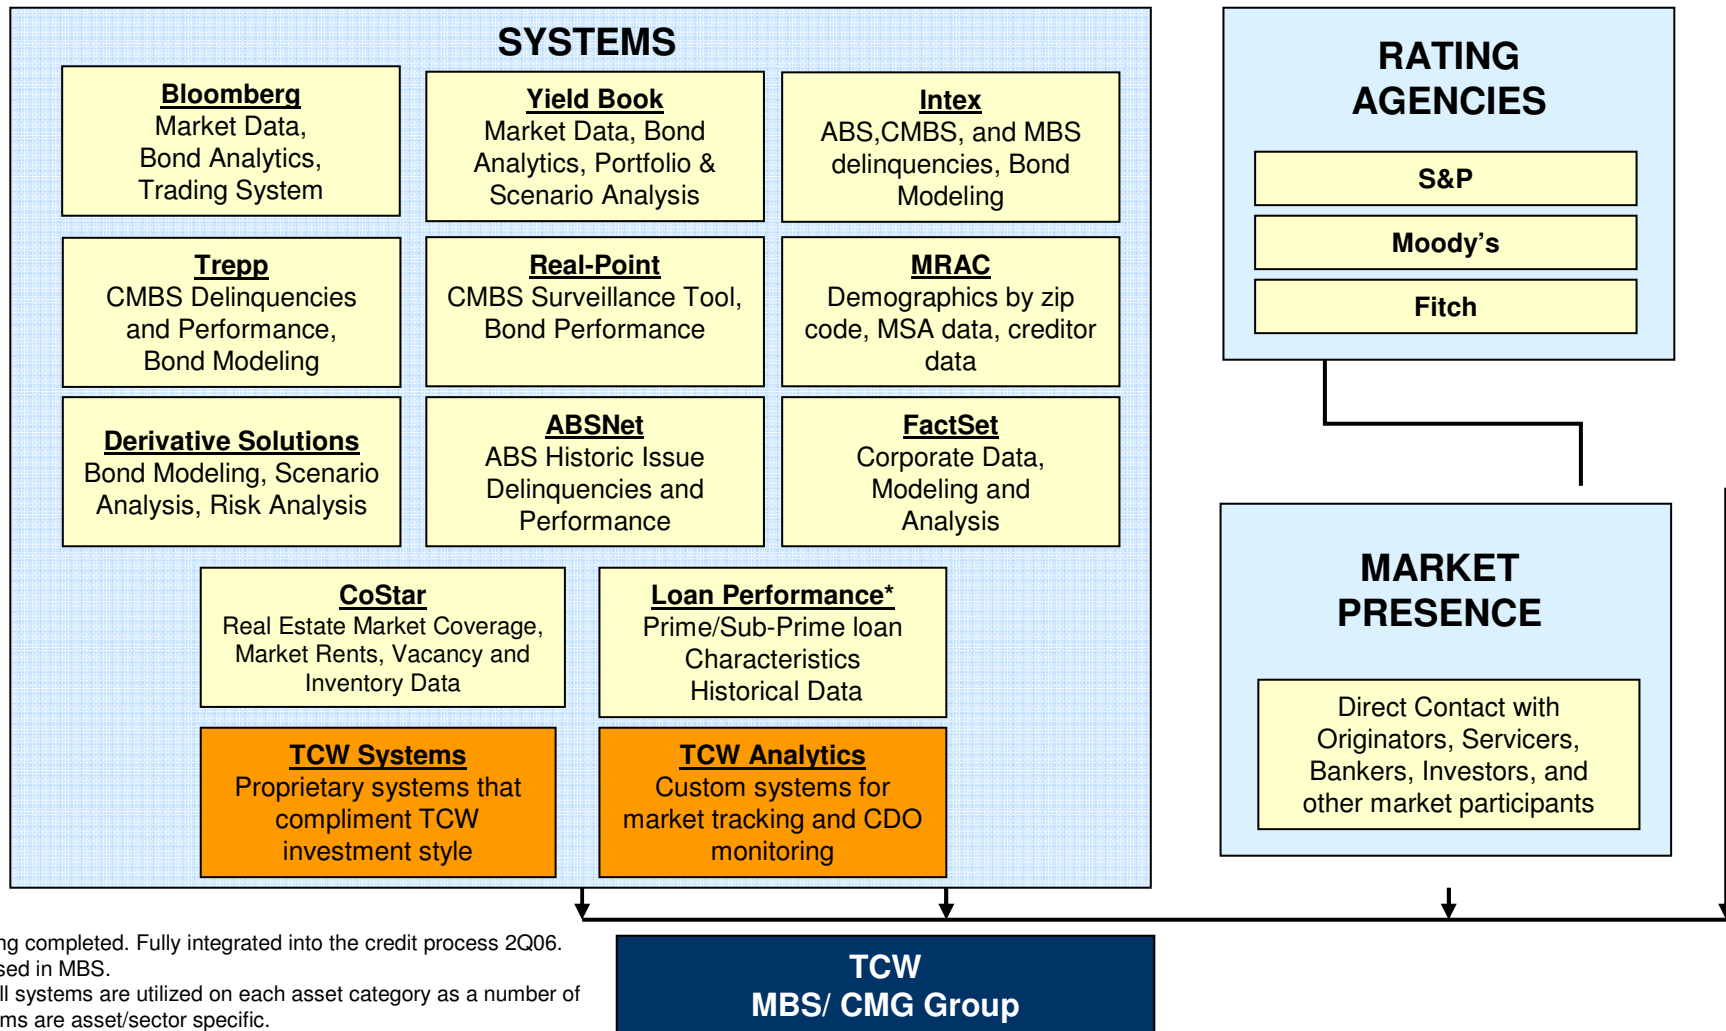 SYSTEMS
Bloomberg
Market Data,
Bond Analytics,
Trading System
Yield Book
Market Data, Bond
Analytics, Portfolio &
Scenario Analysis
Intex
ABS,CMBS, and MBS
delinquencies, Bond
Modeling
Trepp
CMBS Delinquencies
and Performance,
Bond Modeling
Real-Point
CMBS Surveillance Tool,
Bond Performance
MRAC
Demographics by zip
code, MSA data, creditor
data
Derivative Solutions
Bond Modeling, Scenario
Analysis, Risk Analysis
ABSNet
ABS Historic Issue
Delinquencies and
Performance
FactSet
Corporate Data,
Modeling and
Analysis
CoStar
Real Estate Market Coverage,
Market Rents, Vacancy and
Inventory Data
Loan Performance*
Prime/Sub-Prime loan
Characteristics
Historical Data
TCW Systems
Proprietary systems that
compliment TCW
investment style
TCW Analytics
Custom systems for
market tracking and CDO
monitoring
RATING
AGENCIES
S&P
Moody's
Fitch
MARKET
PRESENCE
Direct Contact with
Originators, Servicers,
Bankers, Investors, and
other market participants
completed. Fully integrated into the credit process 2Q06.
in MBS.
systems are utilized on each asset category as a number of
are asset/sector specific.
TCW
MBS/ CMG Group